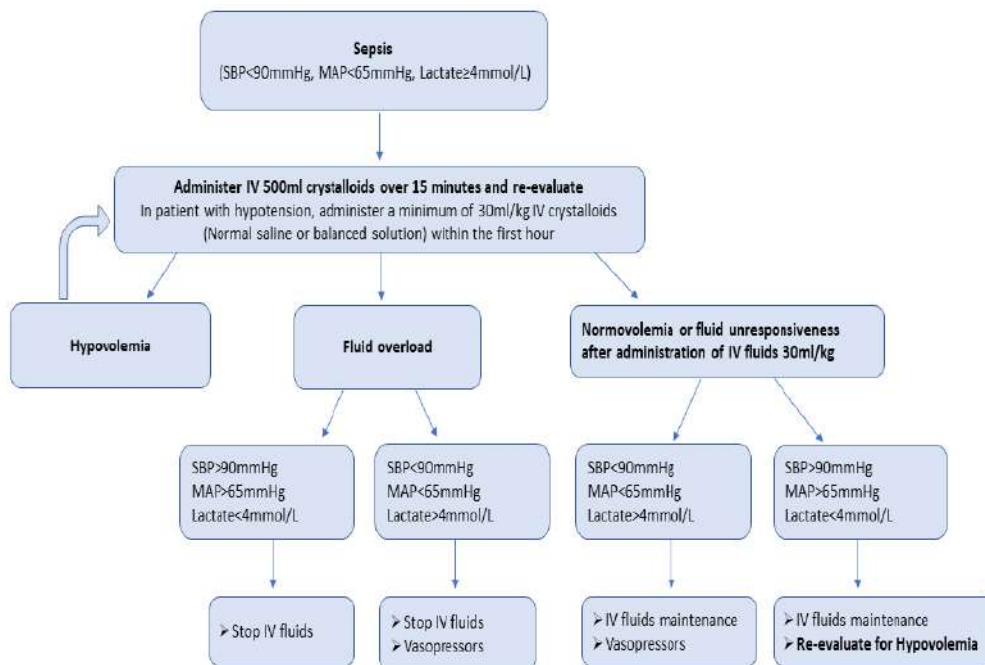 Sepsis
(SBP<90mmHg, MAP<65mmHg, Lactate≥4mmol/L)
Administer IV 500ml crystalloids over 15 minutes and re-evaluate
In patient with hypotension, administer a minimum of 30ml/kg IV crystalloids
(Normal saline or balanced solution) within the first hour
Hypovolemia
Fluid overload
Normovolemia or fluid unresponsiveness
after administration of IV fluids 30ml/kg
SBP>90mmHg
MAP>65mmHg
Lactate<4mmol/L
SBP<90mmHg
MAP<65mmHg
Lactate>4mmol/L
SBP<90mmHg
MAP<65mmHg
Lactate>4mmol/L
SBP>90mmHg
MAP>65mmHg
Lactate<4mmol/L
➢ Stop IV fluids
➢ Stop IV fluids
➢ Vasopressors
➢ IV fluids maintenance
➢ Vasopressors
➢ IV fluids maintenance
➢ Re-evaluate for Hypovolemia